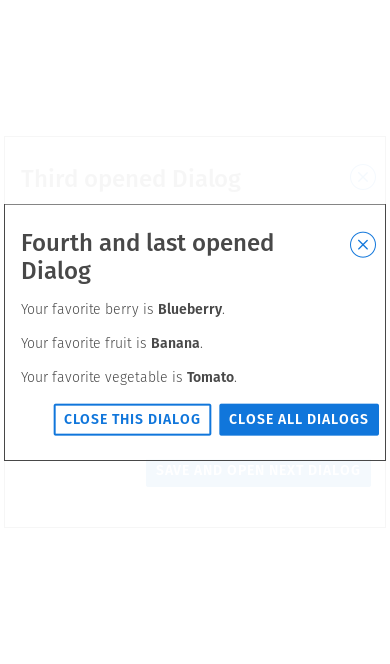 Third opened Dialog
Fourth and last opened
Dialog
Your favorite berry is Blueberry.
Your favorite fruit is Banana.
Your favorite vegetable is Tomato.
CLOSE THIS DIALOG CLOSE ALL DIALOGS
SAVE AND OPEN NEXT DIALOG